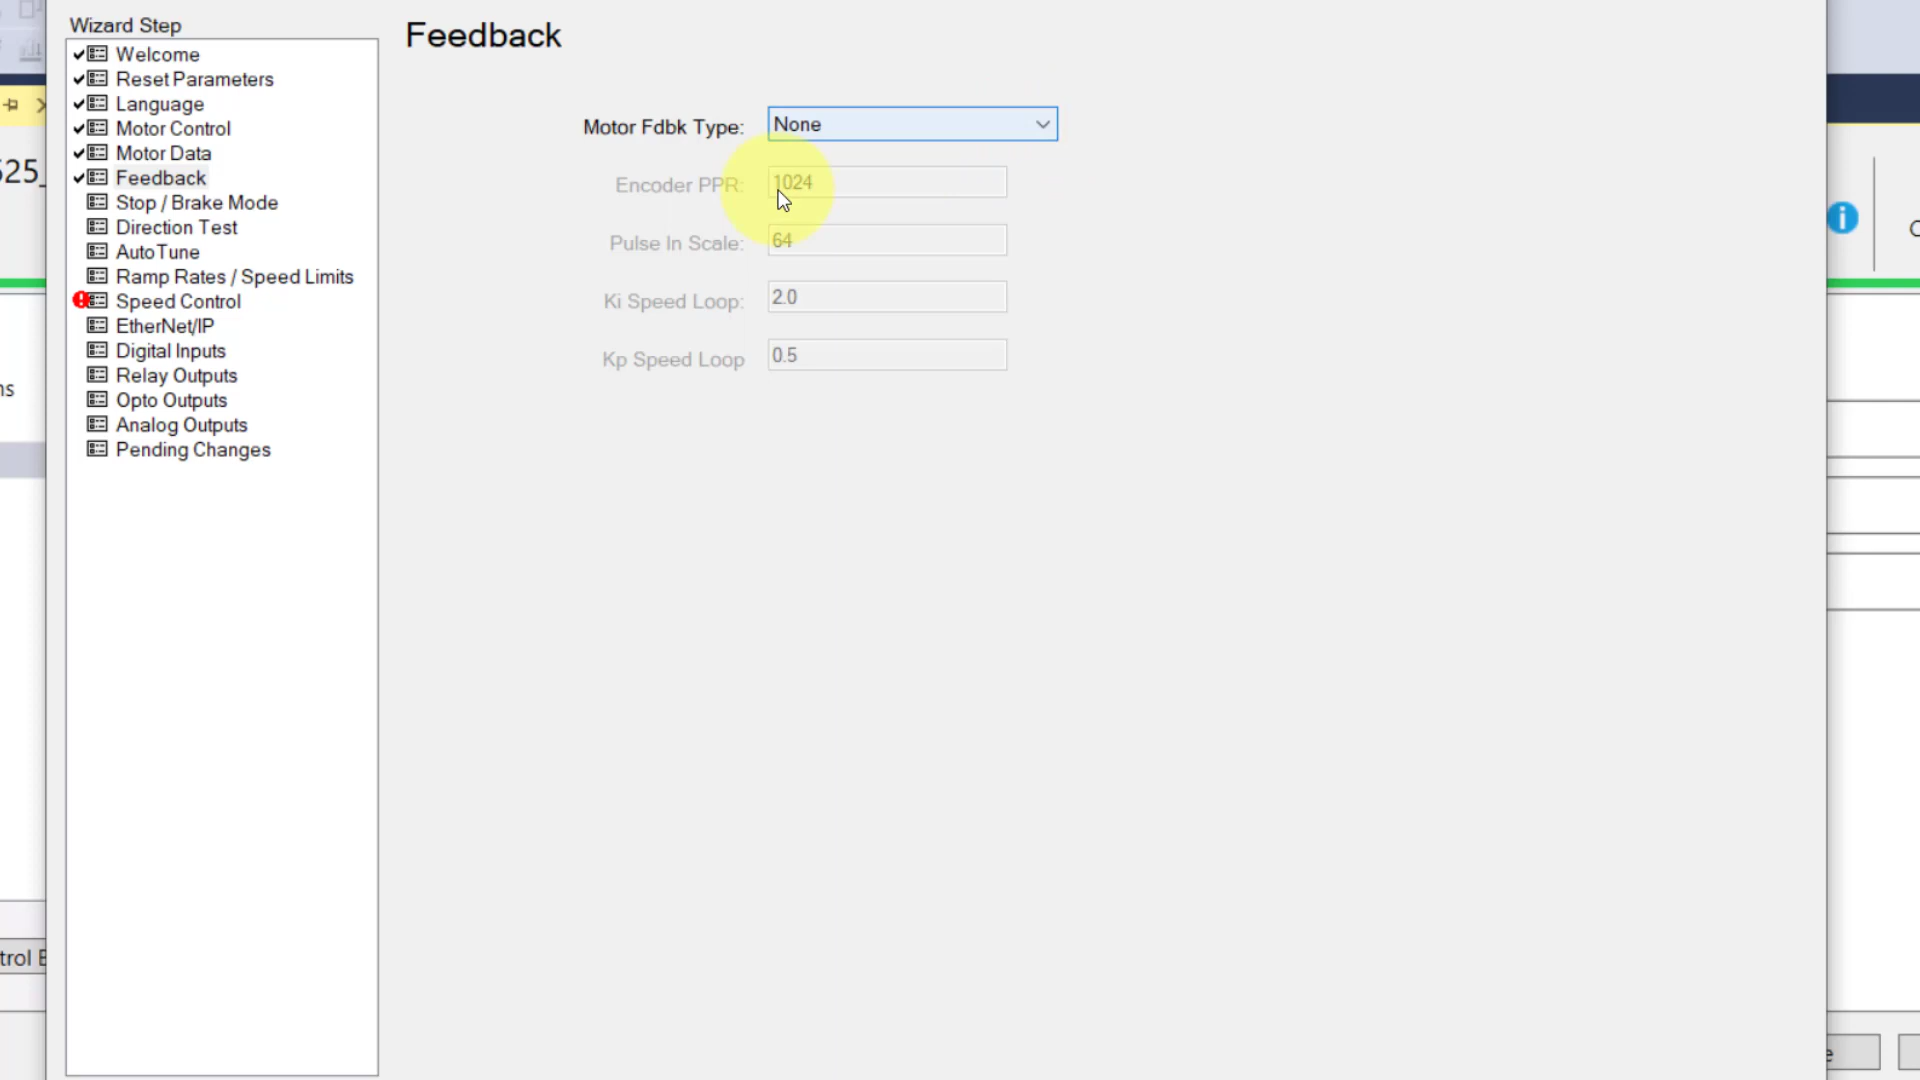 Wizard Step
Welcome
Reset Parameters
Language
Motor Control
Motor Data
Feedback
Stop / Brake Mode
Direction Test
AutoTune
Ramp Rates / Speed Limits
Speed Control
EtherNet/IP
Digital Inputs
Relay Outputs
Opto Outputs
Analog Outputs
Pending Changes
Feedback
Motor Fdbk Type: None
Encoder PPR: 1024
Pulse In Scale: 64
Ki Speed Loop: 2.0
Kp Speed Loop 0.5
525_
ns
trol